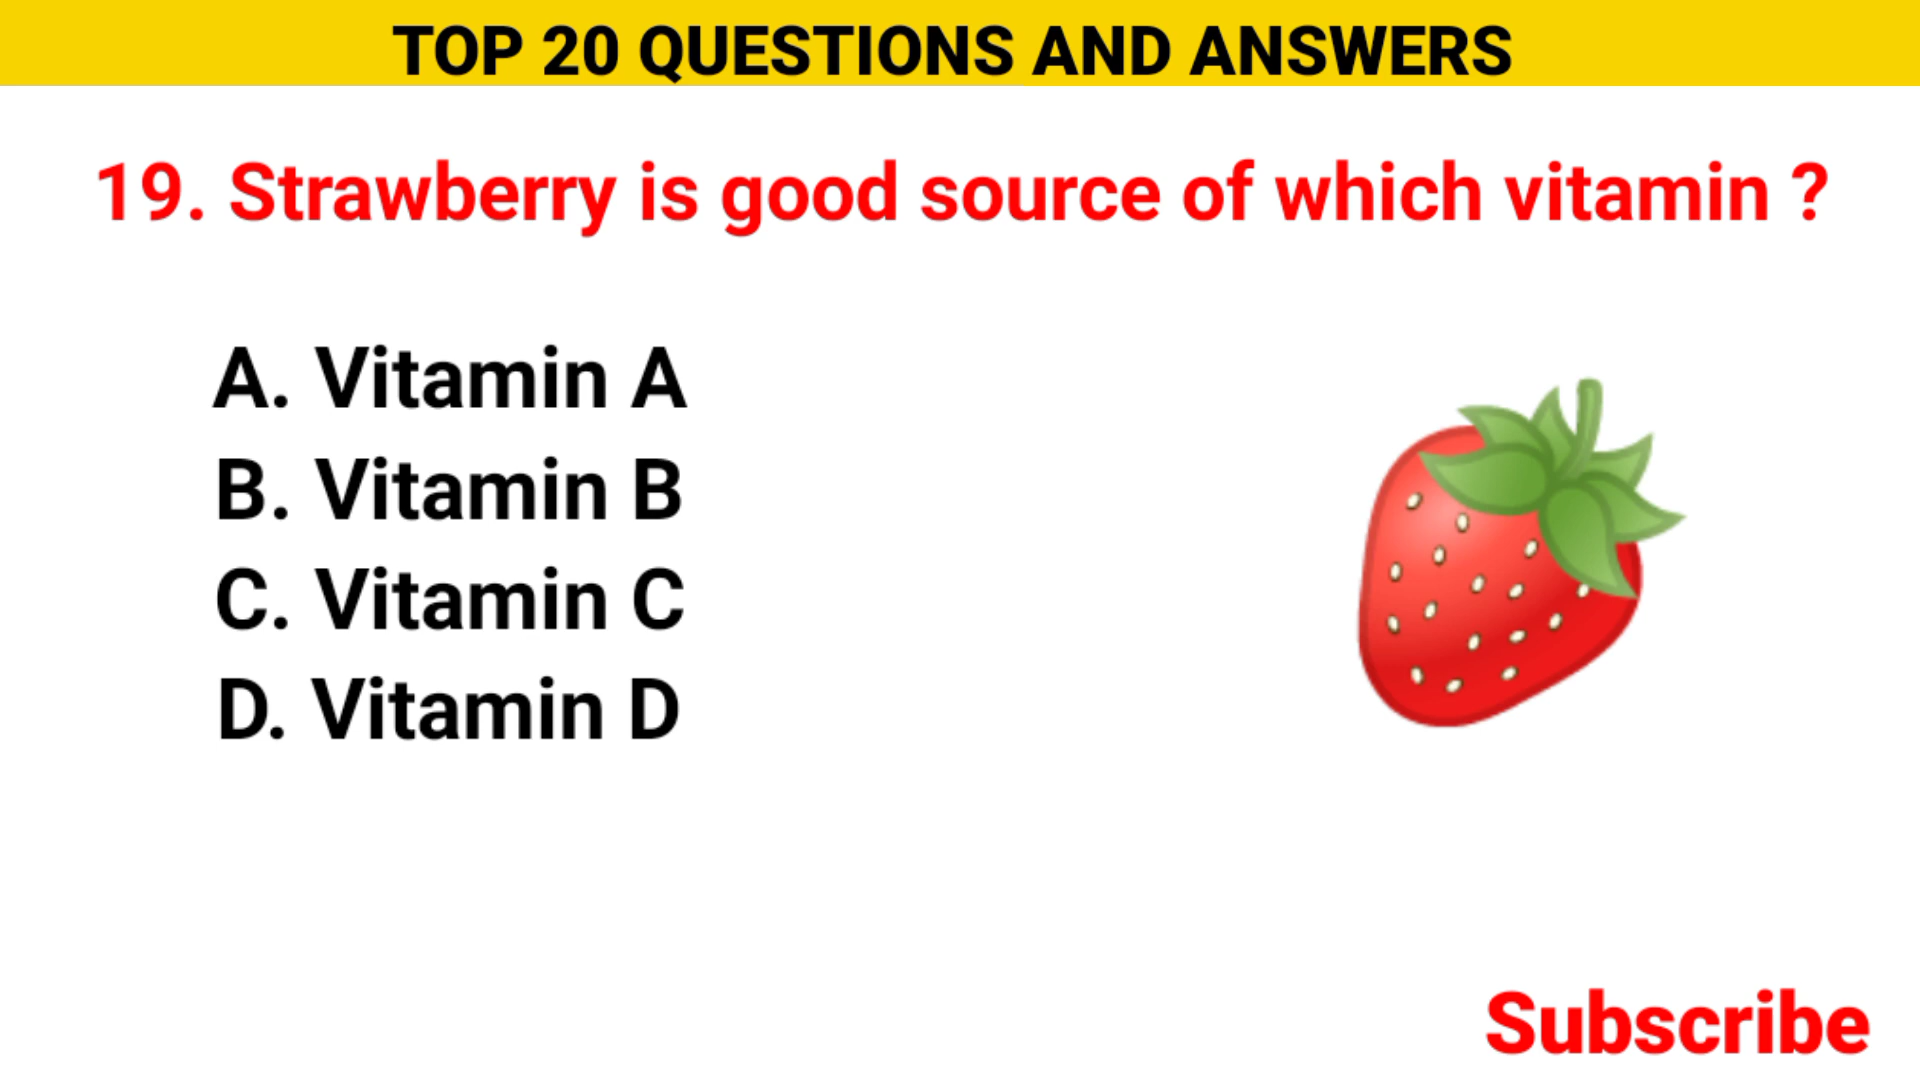 TOP 20 QUESTIONS AND ANSWERS
19. Strawberry is good source of which vitamin ?
A. Vitamin A
B. Vitamin B
C. Vitamin C
D. Vitamin D
Subscribe